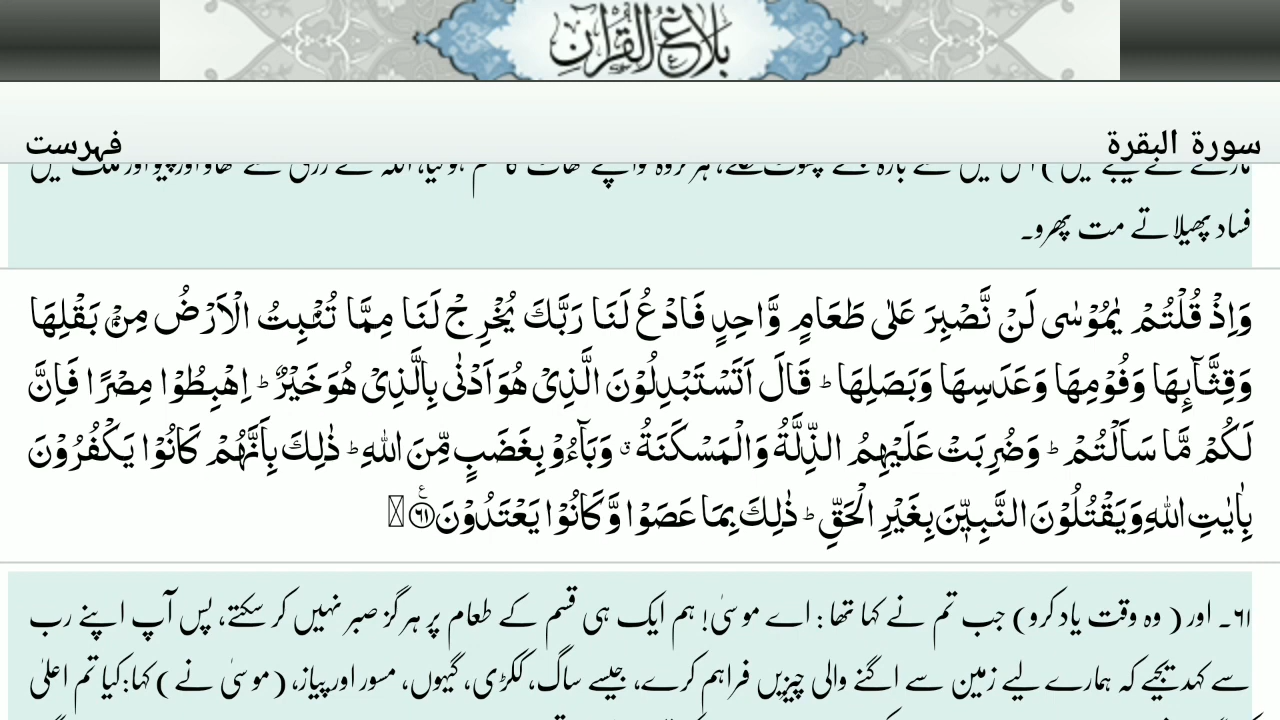 بلاغ القرآن
سورة البقرة
فہرست
فساد پھیلاتے مت پھرو۔
وَاِذۡ قُلۡتُمۡ یٰمُوۡسٰی لَنۡ نَّصۡبِرَ عَلٰی طَعَامٍ وَّاحِدٍ فَادۡعُ لَنَا رَبَّکَ یُخۡرِجۡ لَنَا مِمَّا تُنۡۢبِتُ الۡاَرۡضُ مِنۡۢ بَقۡلِہَا
وَقِثَّآئِہَا وَفُوۡمِہَا وَعَدَسِہَا وَبَصَلِہَا ؕ قَالَ اَتَسۡتَبۡدِلُوۡنَ الَّذِیۡ ہُوَ اَدۡنٰی بِالَّذِیۡ ہُوَ خَیۡرٌ ؕ اِہۡبِطُوۡا مِصۡرًا فَاِنَّ
لَکُمۡ مَّا سَاَلۡتُمۡ ؕ وَضُرِبَتۡ عَلَیۡہِمُ الذِّلَّۃُ وَالۡمَسۡکَنَۃُ ٭ وَبَآءُوۡ بِغَضَبٍ مِّنَ اللّٰہِ ؕ ذٰلِکَ بِاَنَّہُمۡ کَانُوۡا یَکۡفُرُوۡنَ
بِاٰیٰتِ اللّٰہِ وَیَقۡتُلُوۡنَ النَّبِیّٖنَ بِغَیۡرِ الۡحَقِّ ؕ ذٰلِکَ بِمَا عَصَوۡا وَّکَانُوۡا یَعۡتَدُوۡنَ ﴿٦١﴾
٦١۔ اور ( وہ وقت یاد کرو) جب تم نے کہا تھا : اے موسیٰ! ہم ایک ہی قسم کے طعام پر ہرگز صبر نہیں کر سکتے، پس آپ اپنے رب
سے کہدیجیے کہ ہمارے لیے زمین سے اگنے والی چیزیں فراہم کرے، جیسے ساگ، ککڑی، گیہوں، مسور اور پیاز، (موسیٰ نے ) کہا:کیا تم اعلیٰ